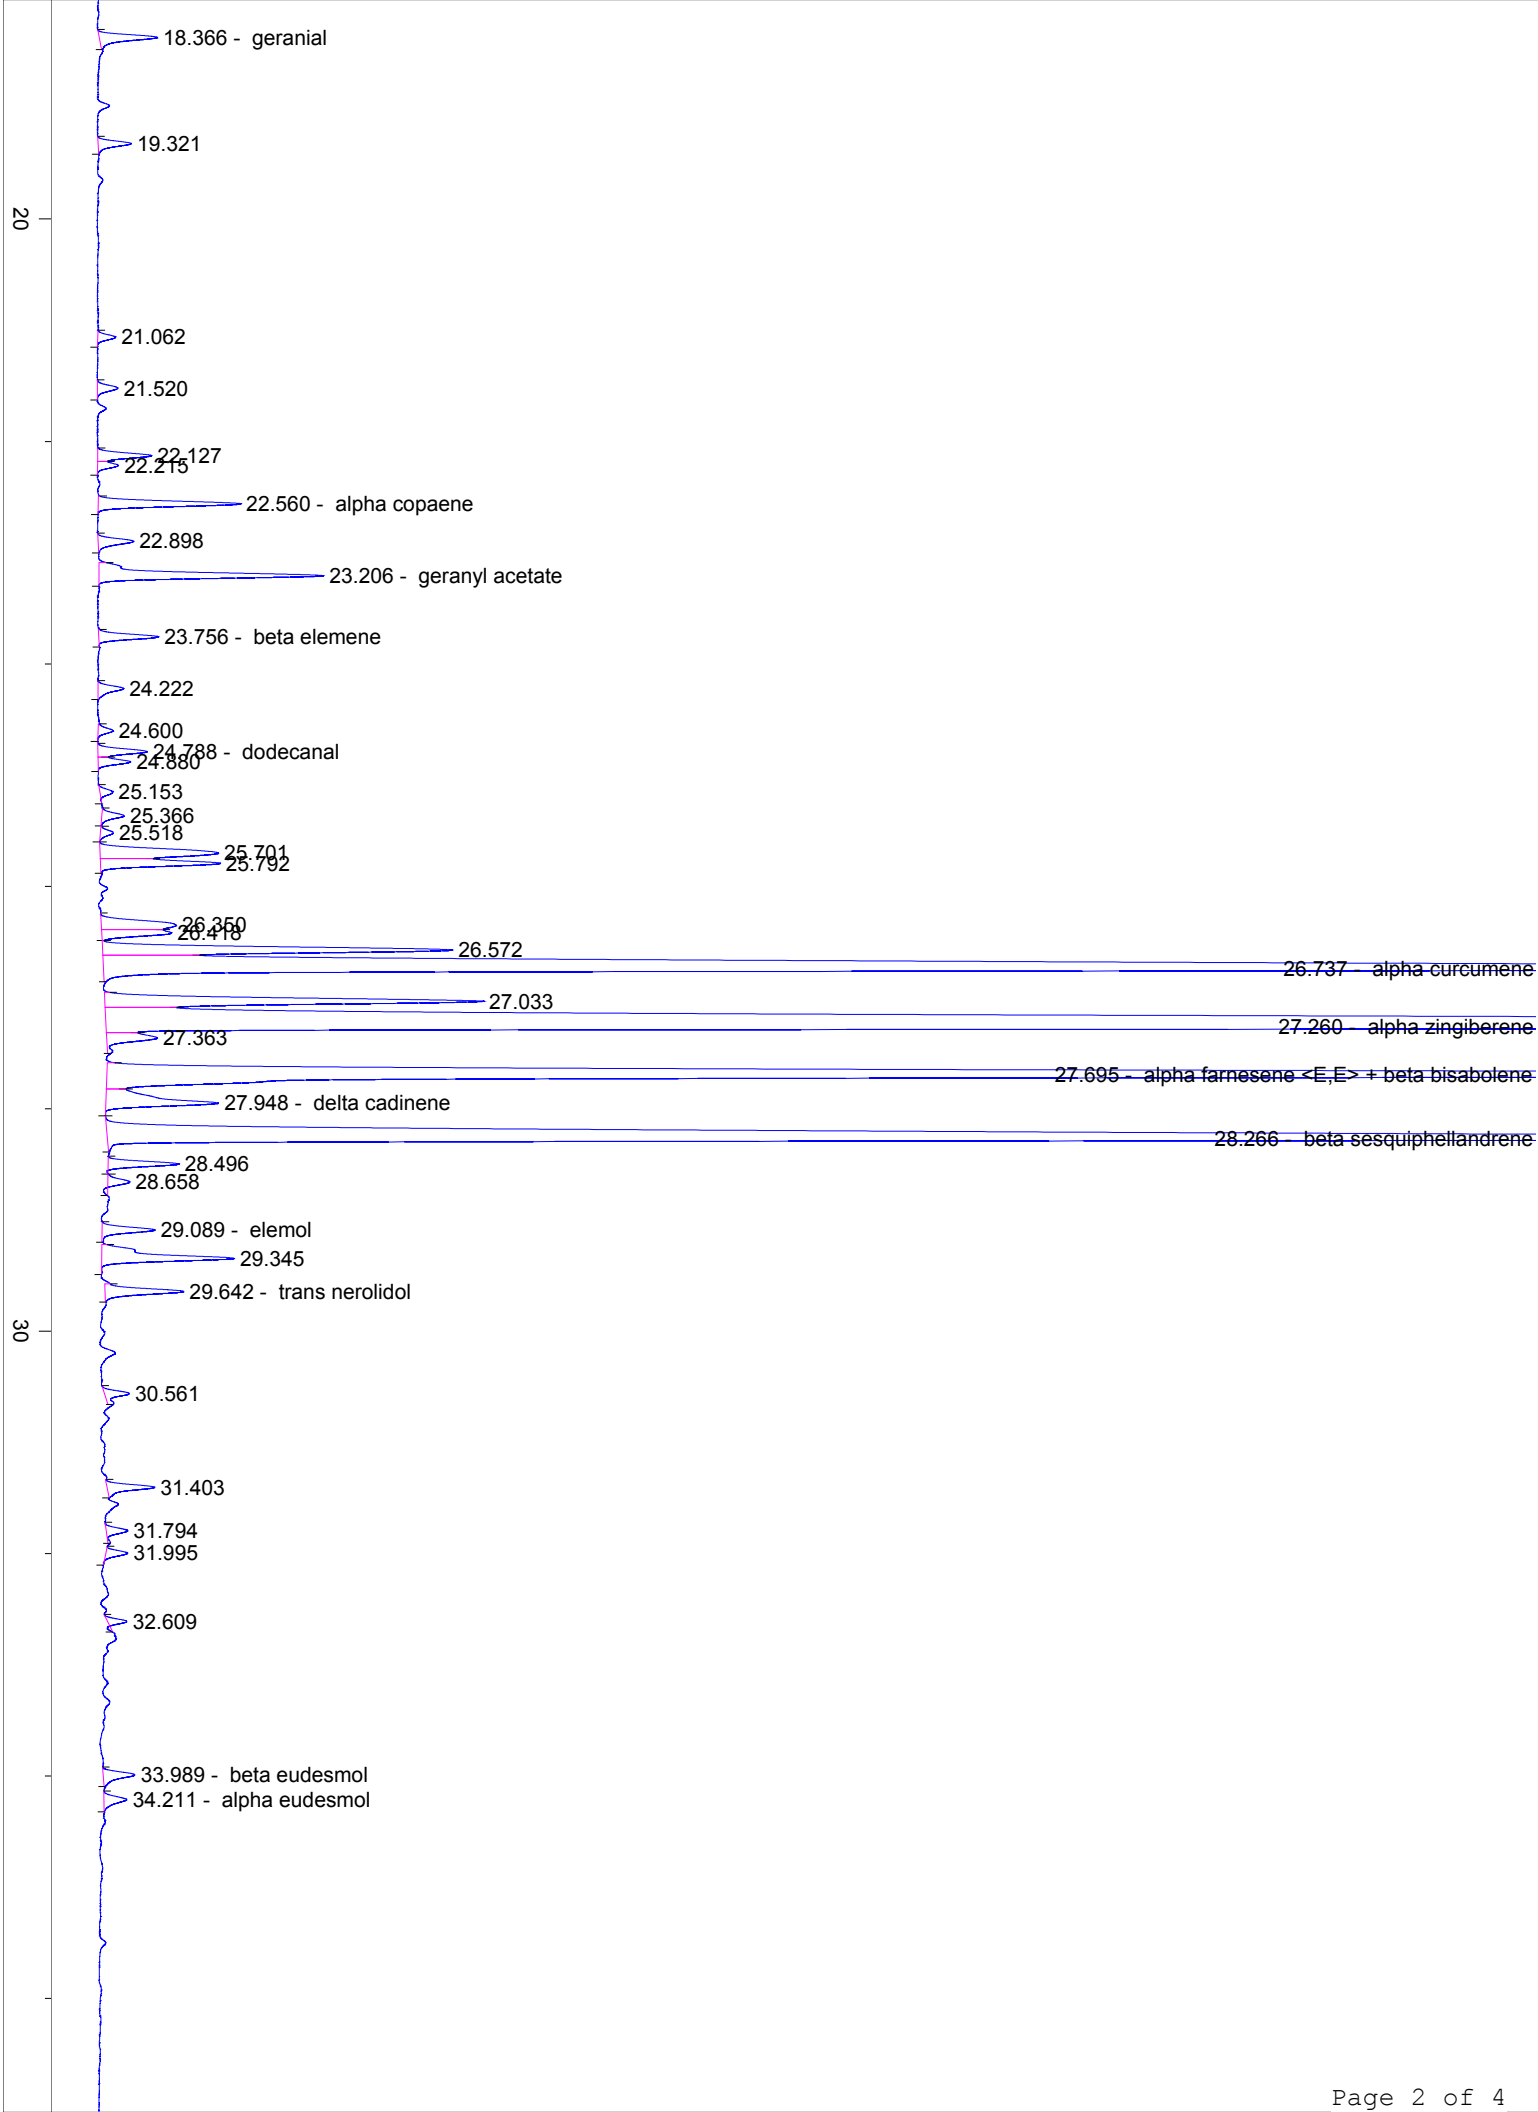 18.366 - geranial
19.321
20
21.062
21.520
22.127
22.215
22.560 - alpha copaene
22.898
23.206 - geranyl acetate
23.756 - beta elemene
24.222
24.600
24.788 - dodecanal
24.880
25.153
25.366
25.518
25.701
25.792
26.350
26.418
26.572
26.737 - alpha curcumene
27.033
27.260 - alpha zingiberene
27.363
27.695 - alpha farnesene <E,E> + beta bisabolene
27.948 - delta cadinene
28.266 - beta sesquiphellandrene
28.496
28.658
29.089 - elemol
29.345
29.642 - trans nerolidol
30
30.561
31.403
31.794
31.995
32.609
33.989 - beta eudesmol
34.211 - alpha eudesmol
Page 2 of 4